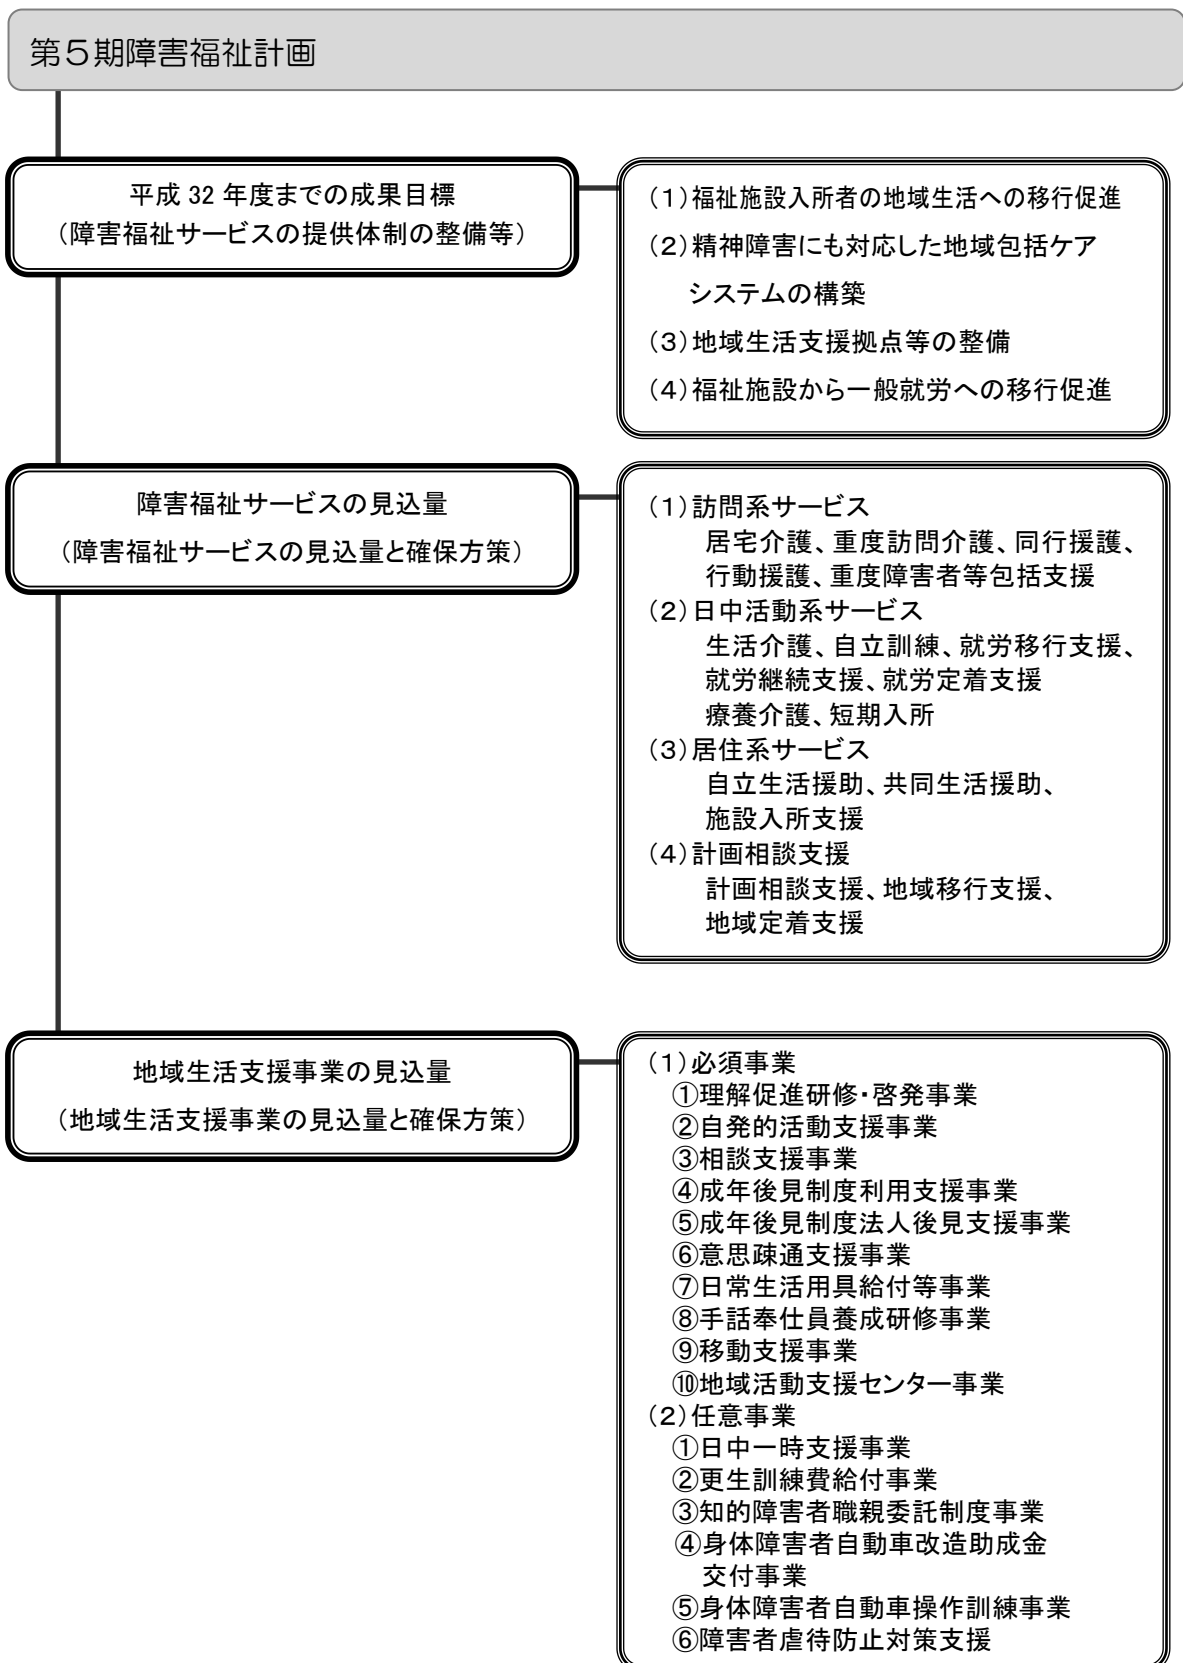 第５期障害福祉計画
平成 32 年度までの成果目標
（障害福祉サービスの提供体制の整備等）
（１）福祉施設入所者の地域生活への移行促進
（２）精神障害にも対応した地域包括ケア
システムの構築
（３）地域生活支援拠点等の整備
（４）福祉施設から一般就労への移行促進
障害福祉サービスの見込量
（障害福祉サービスの見込量と確保方策）
（１）訪問系サービス
居宅介護、重度訪問介護、同行援護、
行動援護、重度障害者等包括支援
（２）日中活動系サービス
生活介護、自立訓練、就労移行支援、
就労継続支援、就労定着支援
療養介護、短期入所
（３）居住系サービス
自立生活援助、共同生活援助、
施設入所支援
（４）計画相談支援
計画相談支援、地域移行支援、
地域定着支援
地域生活支援事業の見込量
（地域生活支援事業の見込量と確保方策）
（１）必須事業
①理解促進研修・啓発事業
②自発的活動支援事業
③相談支援事業
④成年後見制度利用支援事業
⑤成年後見制度法人後見支援事業
⑥意思疎通支援事業
⑦日常生活用具給付等事業
⑧手話奉仕員養成研修事業
⑨移動支援事業
⑩地域活動支援センター事業
（２）任意事業
①日中一時支援事業
②更生訓練費給付事業
③知的障害者職親委託制度事業
④身体障害者自動車改造助成金
交付事業
⑤身体障害者自動車操作訓練事業
⑥障害者虐待防止対策支援